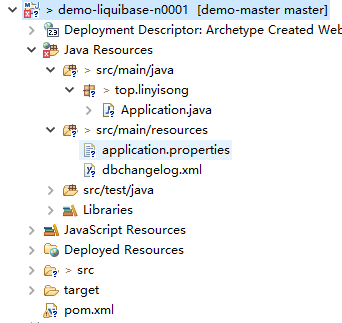 > demo-liquibase-n0001 [demo-master master]
Deployment Descriptor: Archetype Created Web
Java Resources
> src/main/java
> top.linyisong
> Application.java
> src/main/resources
application.properties
dbchangelog.xml
src/test/java
Libraries
JavaScript Resources
Deployed Resources
> src
target
pom.xml